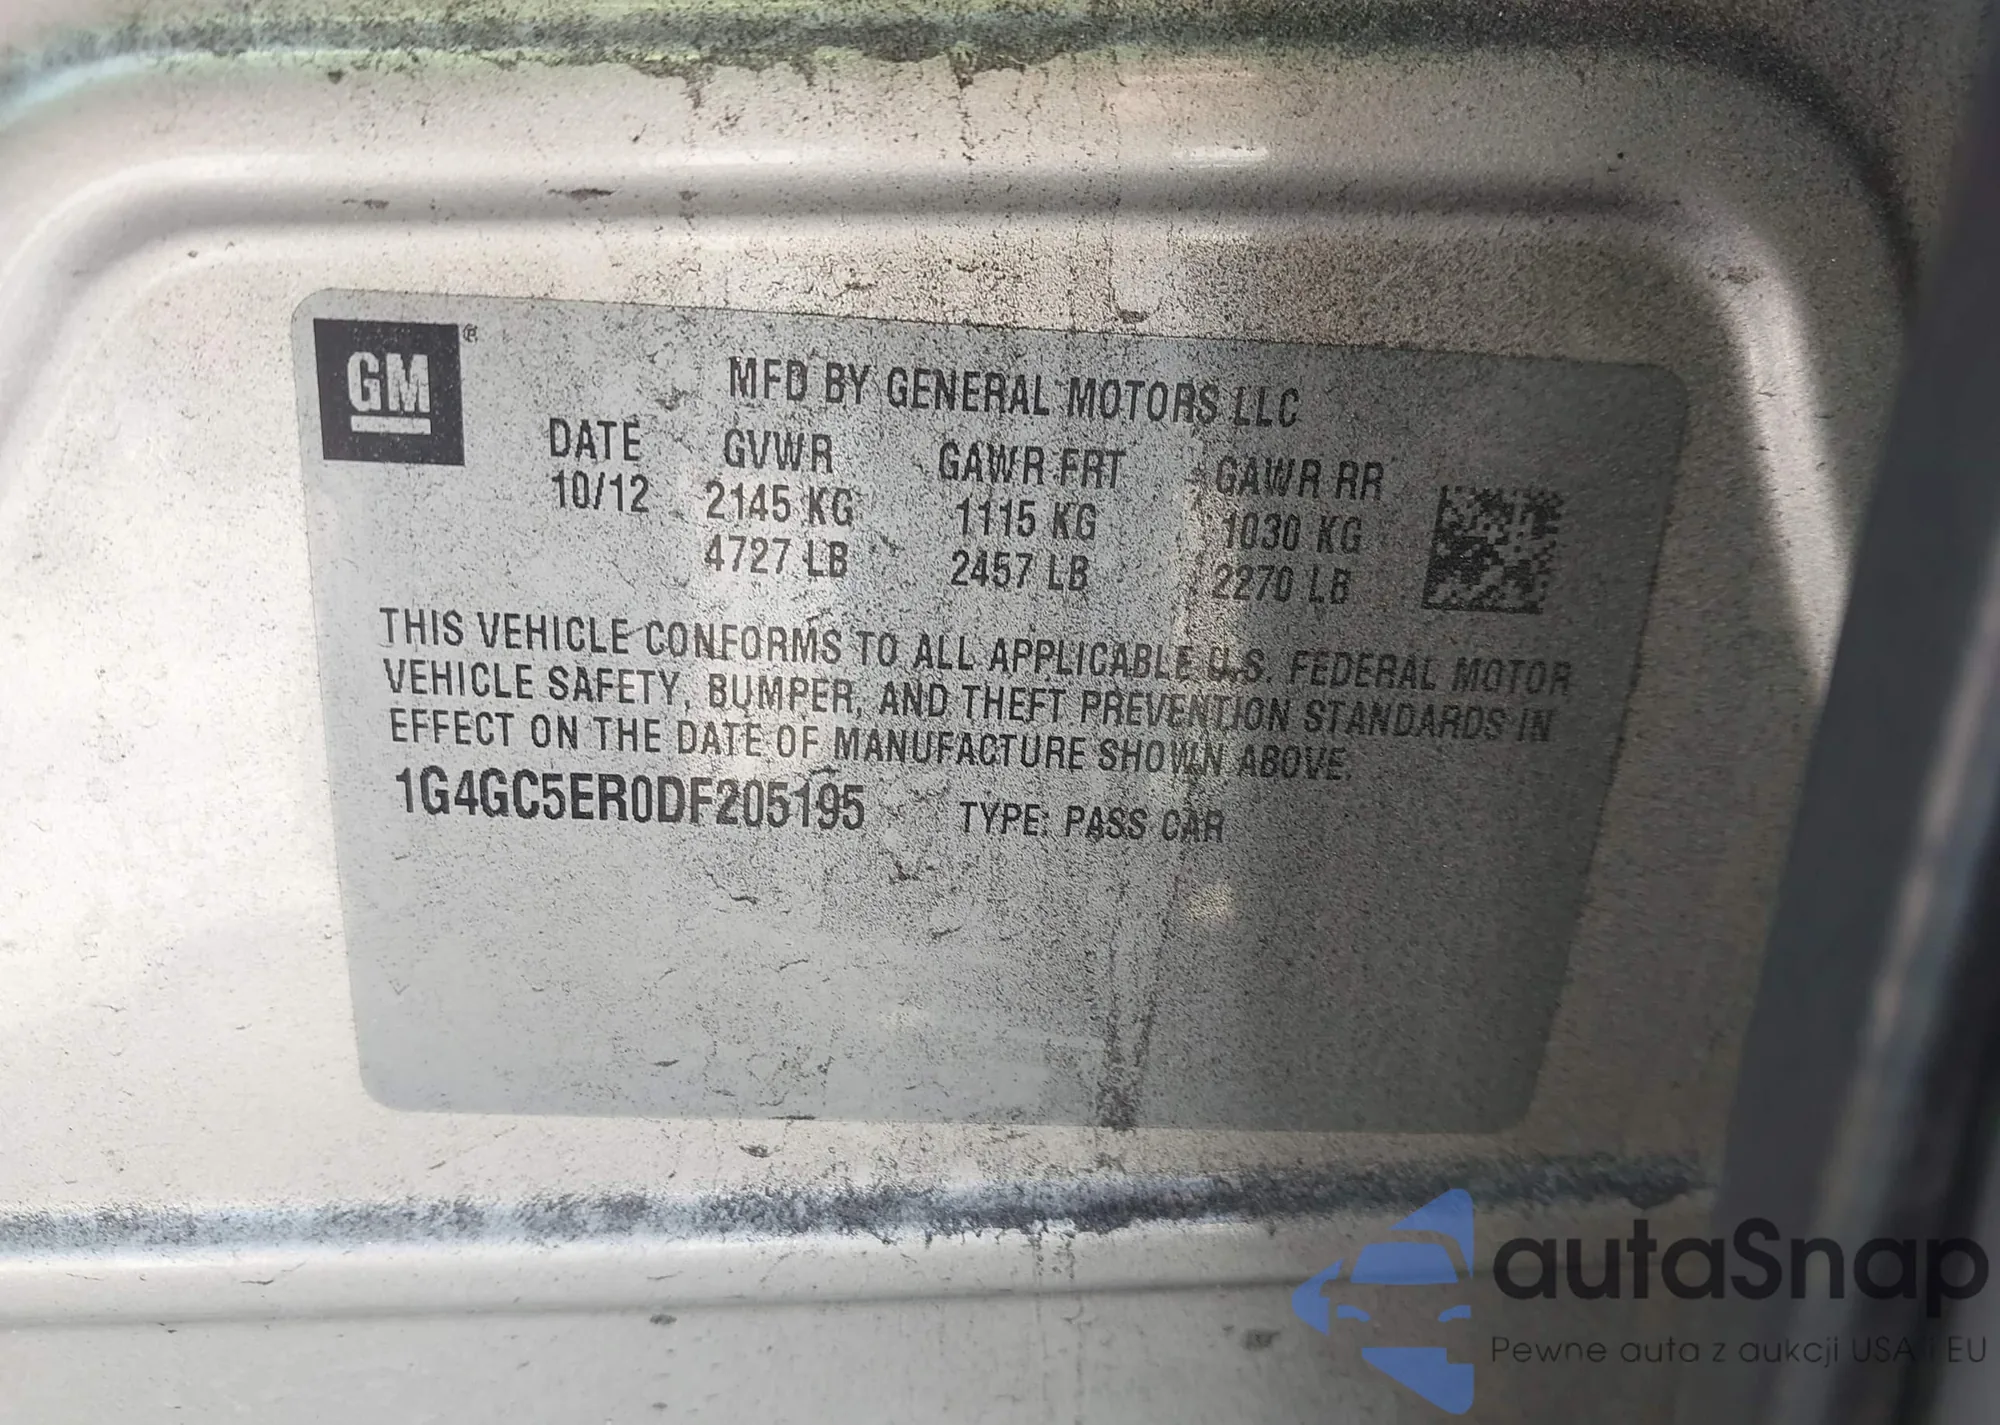 GM®
MFD BY GENERAL MOTORS LLC
DATE GVWR GAWR FRT GAWR RR
10/12 2145 KG 1115 KG 1030 KG
4727 LB 2457 LB 2270 LB
THIS VEHICLE CONFORMS TO ALL APPLICABLE U.S. FEDERAL MOTOR
VEHICLE SAFETY, BUMPER, AND THEFT PREVENTION STANDARDS IN
EFFECT ON THE DATE OF MANUFACTURE SHOWN ABOVE.
1G4GC5ER0DF205195 TYPE: PASS CAR
autaSnap
Pewne auta z aukcji USA i EU